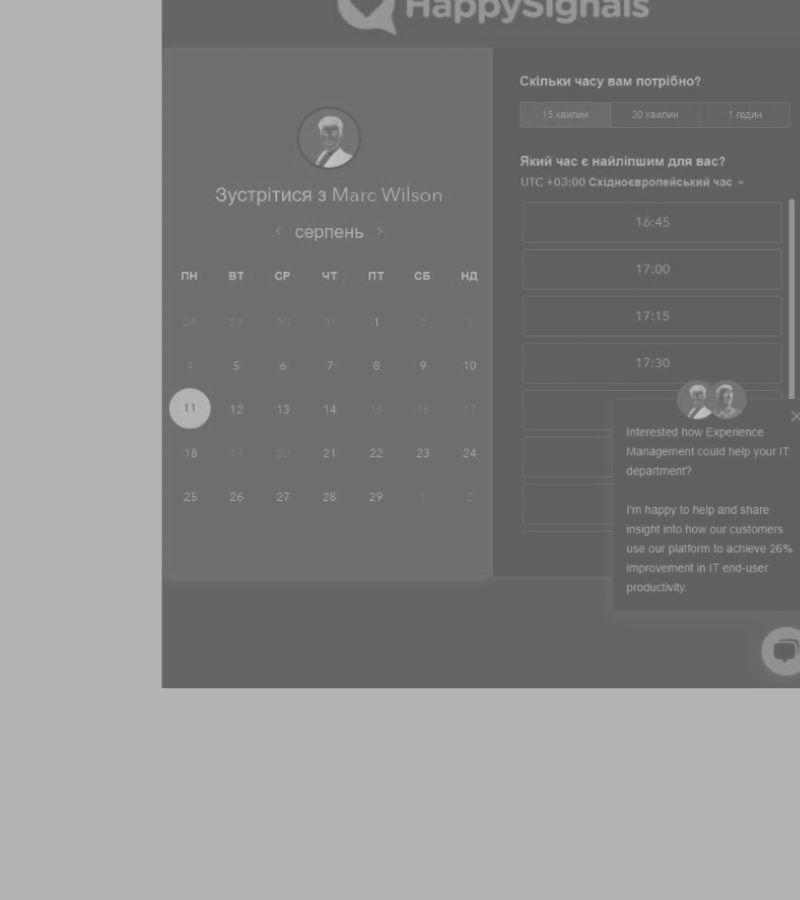 HappySignals
Зустрітися з Marc Wilson
серпень
ПН ВТ СР ЧТ ПТ СБ НД
28 29 30 31 1 2 3
4 5 6 7 8 9 10
11 12 13 14 15 16 17
18 19 20 21 22 23 24
25 26 27 28 29 1 2
Скільки часу вам потрібно?
15 хвилин 30 хвилин 1 годин
Який час є найліпшим для вас?
UTC +03:00 Східноєвропейський час
16:45
17:00
17:15
17:30
Interested how Experience
Management could help your IT
department?
I'm happy to help and share
insight into how our customers
use our platform to achieve 26%
improvement in IT end-user
productivity.